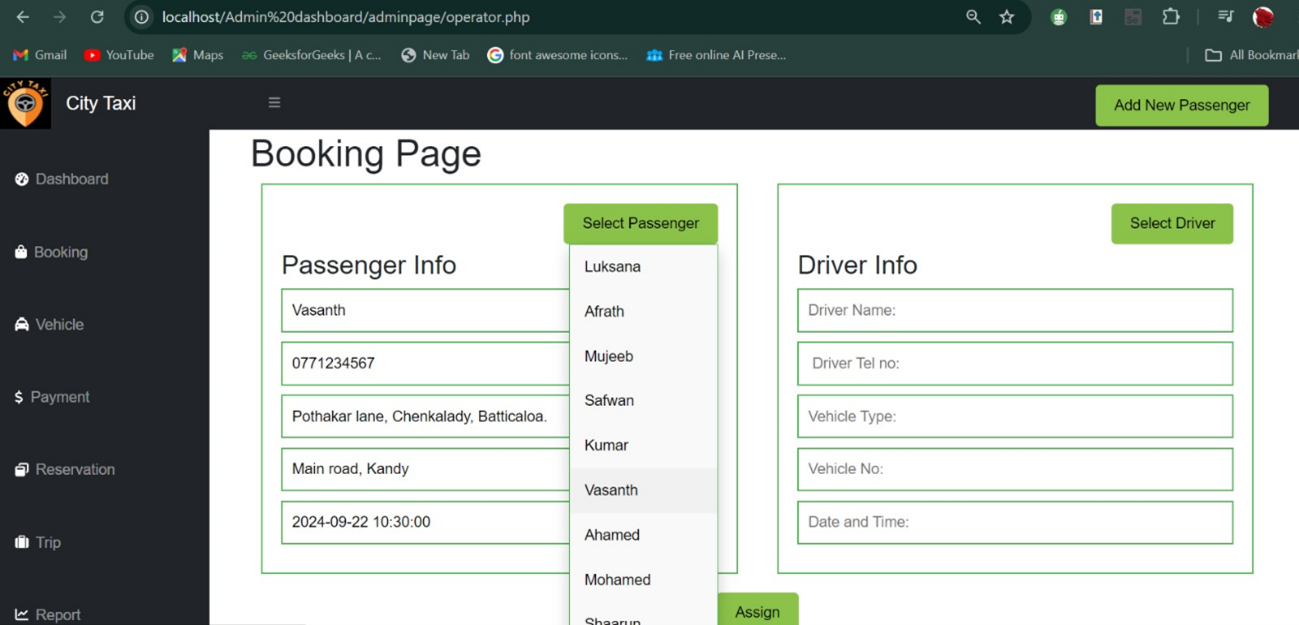 localhost/Admin%20dashboard/adminpage/operator.php
Gmail YouTube Maps GeeksforGeeks | A c... New Tab font awesome icons... Free online AI Prese... All Bookmar
CITY TAXI
City Taxi
Add New Passenger
Dashboard
Booking
Vehicle
$ Payment
Reservation
Trip
Report
Booking Page
Select Passenger
Passenger Info
Vasanth
0771234567
Pothakar lane, Chenkalady, Batticaloa.
Main road, Kandy
2024-09-22 10:30:00
Luksana
Afrath
Mujeeb
Safwan
Kumar
Vasanth
Ahamed
Mohamed
Shaarun
Select Driver
Driver Info
Driver Name:
Driver Tel no:
Vehicle Type:
Vehicle No:
Date and Time:
Assign